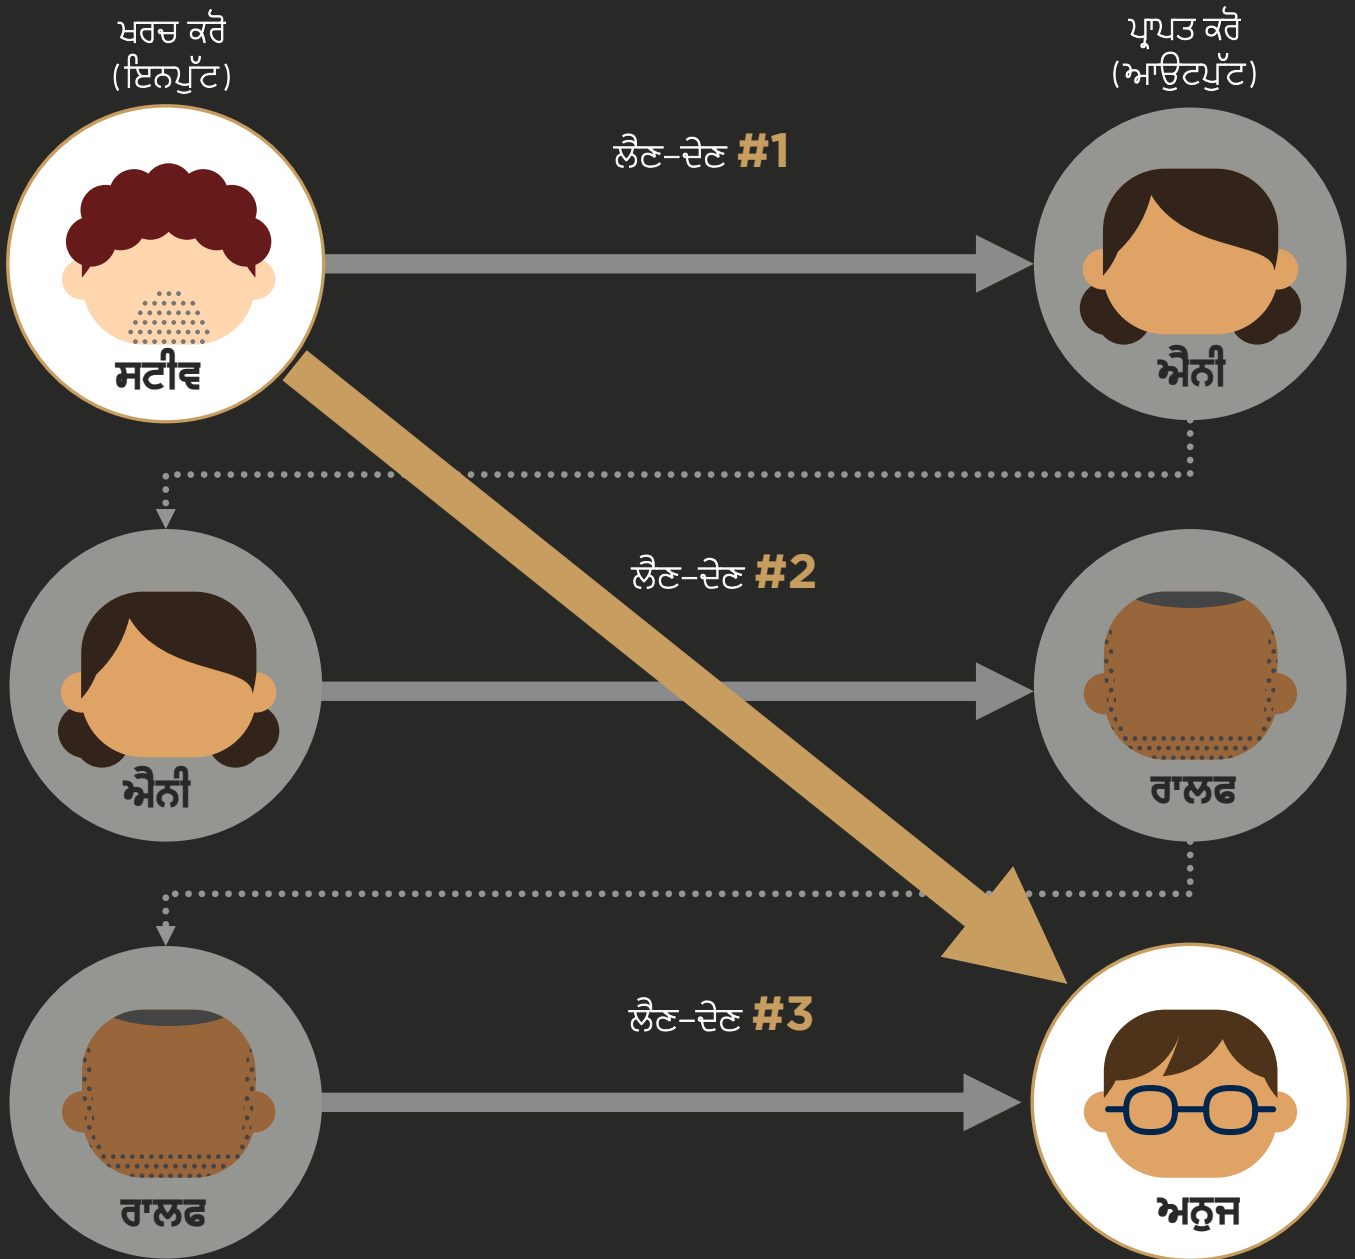 ਖਰਚ ਕਰੋ
(ਇਨਪੁੱਟ)
ਪ੍ਰਾਪਤ ਕਰੋ
(ਆਉਟਪੁੱਟ)
ਲੈਣ-ਦੇਣ #1
ਸਟੀਵ
ਐਨੀ
ਲੈਣ-ਦੇਣ #2
ਐਨੀ
ਰਾਲਫ
ਲੈਣ-ਦੇਣ #3
ਰਾਲਫ
ਅਨੁਜ